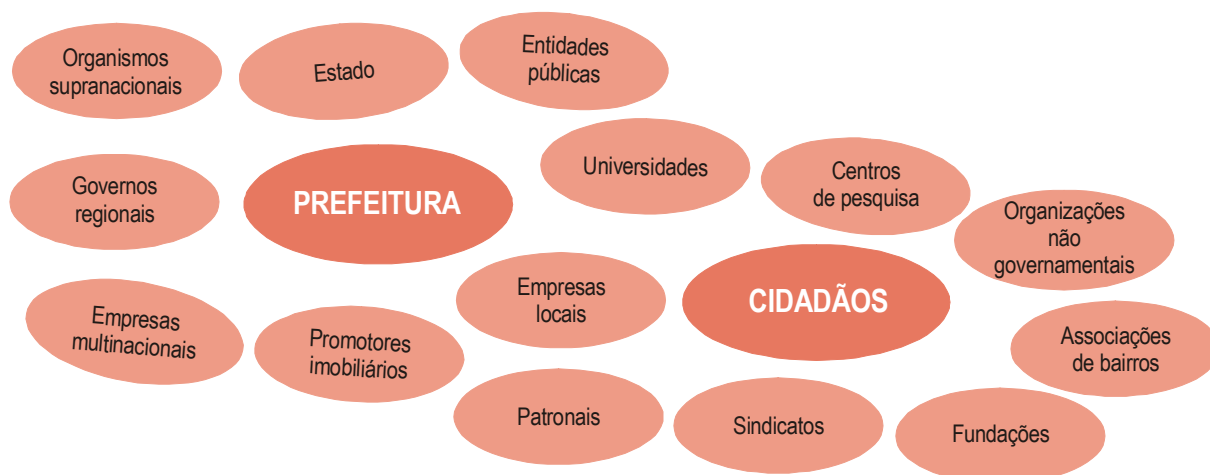 Organismos
supranacionais
Estado
Entidades
públicas
Universidades
Centros
de pesquisa
Governos
regionais
PREFEITURA
Organizações
não
governamentais
Empresas
locais
CIDADÃOS
Empresas
multinacionais
Promotores
imobiliários
Associações
de bairros
Patronais
Sindicatos
Fundações